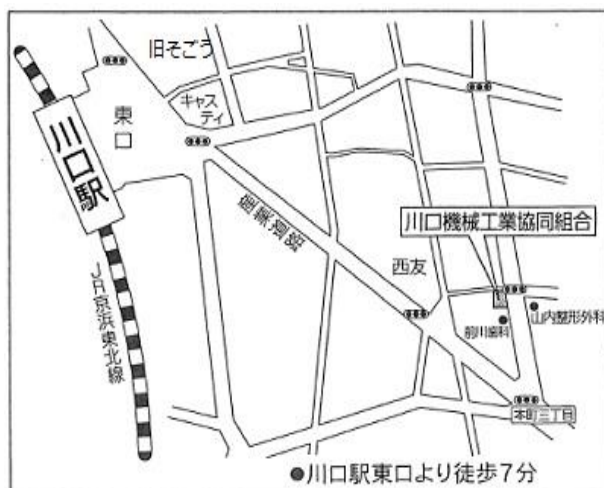 旧そごう
キャス
ティ
東口
川口駅
産業道路
川口機械工業協同組合
西友
山内整形外科
前川歯科
JR京浜東北線
本町三丁目
●川口駅東口より徒歩7分